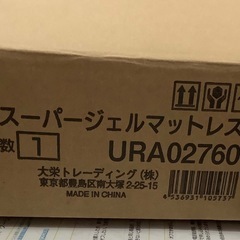 スーパージェルマットレス
数 1
URA02760
大栄トレーディング(株)
東京都豊島区南大塚2-25-15
MADE IN CHINA
4536931105737